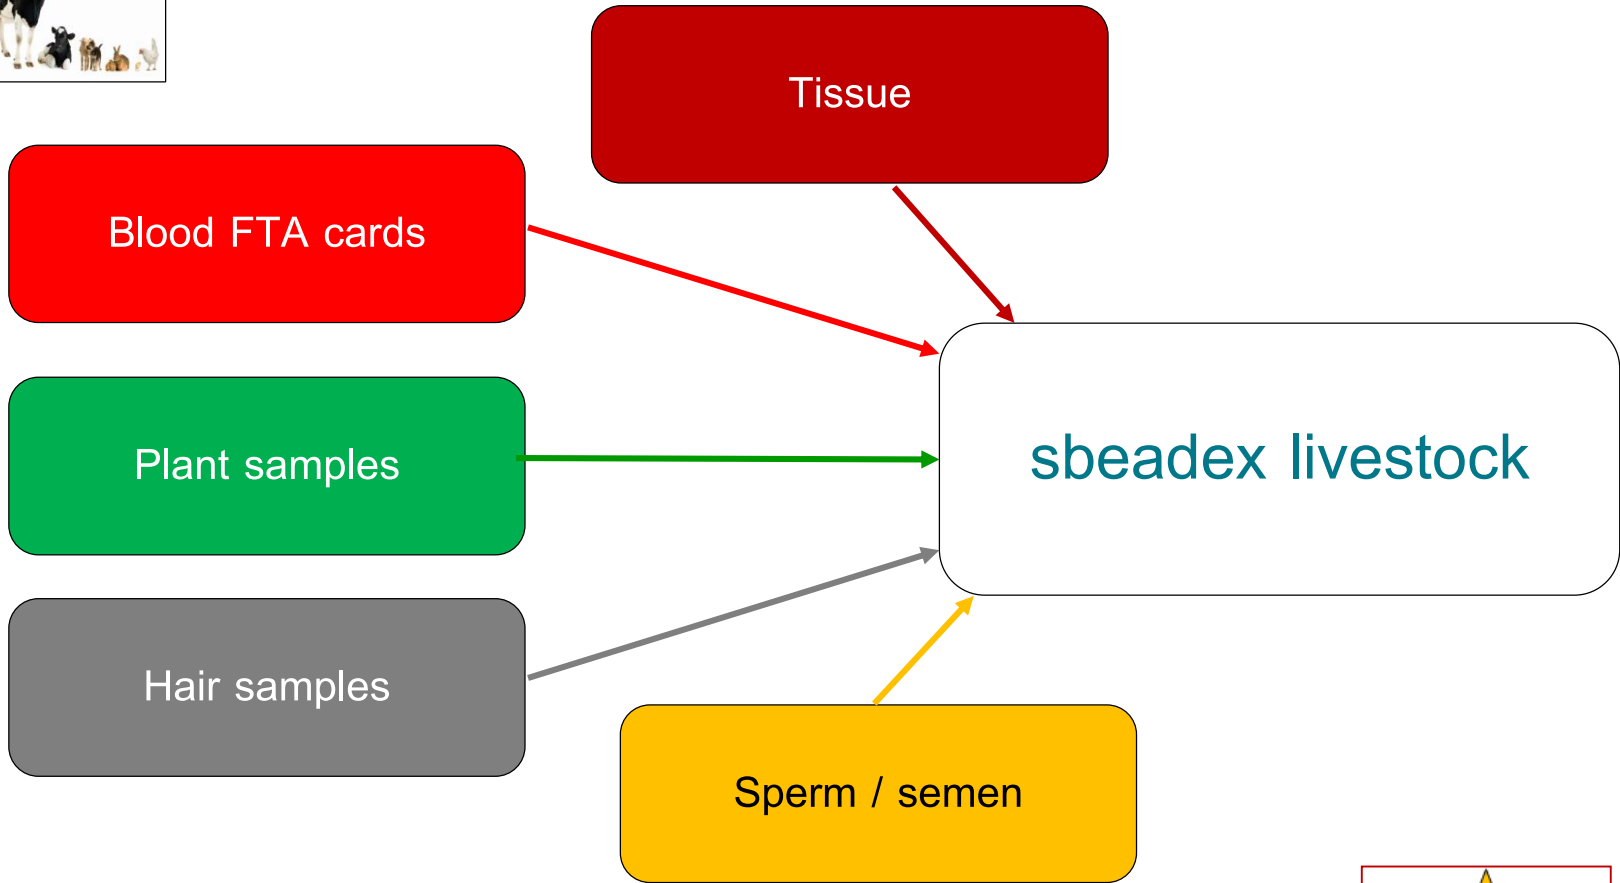 Tissue
Blood FTA cards
Plant samples
sbeadex livestock
Hair samples
Sperm / semen